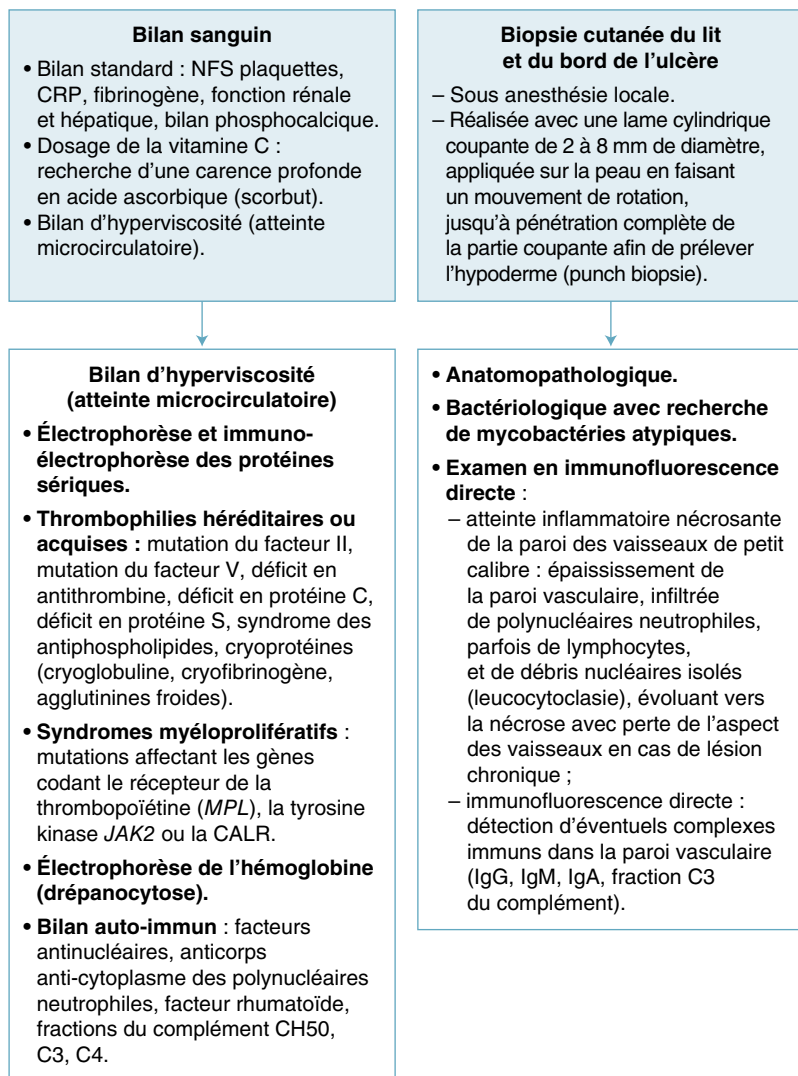 Bilan sanguin
• Bilan standard : NFS plaquettes,
CRP, fibrinogène, fonction rénale
et hépatique, bilan phosphocalcique.
• Dosage de la vitamine C :
recherche d'une carence profonde
en acide ascorbique (scorbut).
• Bilan d'hyperviscosité (atteinte
microcirculatoire).
Bilan d'hyperviscosité
(atteinte microcirculatoire)
• Électrophorèse et immuno-
électrophorèse des protéines
sériques.
• Thrombophilies héréditaires ou
acquises : mutation du facteur II,
mutation du facteur V, déficit en
antithrombine, déficit en protéine C,
déficit en protéine S, syndrome des
antiphospholipides, cryoprotéines
(cryoglobuline, cryofibrinogène,
agglutinines froides).
• Syndromes myéloprolifératifs :
mutations affectant les gènes
codant le récepteur de la
thrombopoïétine (MPL), la tyrosine
kinase JAK2 ou la CALR.
• Électrophorèse de l'hémoglobine
(drépanocytose).
• Bilan auto-immun : facteurs
antinucléaires, anticorps
anti-cytoplasme des polynucléaires
neutrophiles, facteur rhumatoïde,
fractions du complément CH50,
C3, C4.
Biopsie cutanée du lit
et du bord de l'ulcère
– Sous anesthésie locale.
– Réalisée avec une lame cylindrique
coupante de 2 à 8 mm de diamètre,
appliquée sur la peau en faisant
un mouvement de rotation,
jusqu'à pénétration complète de
la partie coupante afin de prélever
l'hypoderme (punch biopsie).
• Anatomopathologique.
• Bactériologique avec recherche
de mycobactéries atypiques.
• Examen en immunofluorescence
directe :
– atteinte inflammatoire nécrosante
de la paroi des vaisseaux de petit
calibre : épaississement de
la paroi vasculaire, infiltrée
de polynucléaires neutrophiles,
parfois de lymphocytes,
et de débris nucléaires isolés
(leucocytoclasie), évoluant vers
la nécrose avec perte de l'aspect
des vaisseaux en cas de lésion
chronique ;
– immunofluorescence directe :
détection d'éventuels complexes
immuns dans la paroi vasculaire
(IgG, IgM, IgA, fraction C3
du complément).